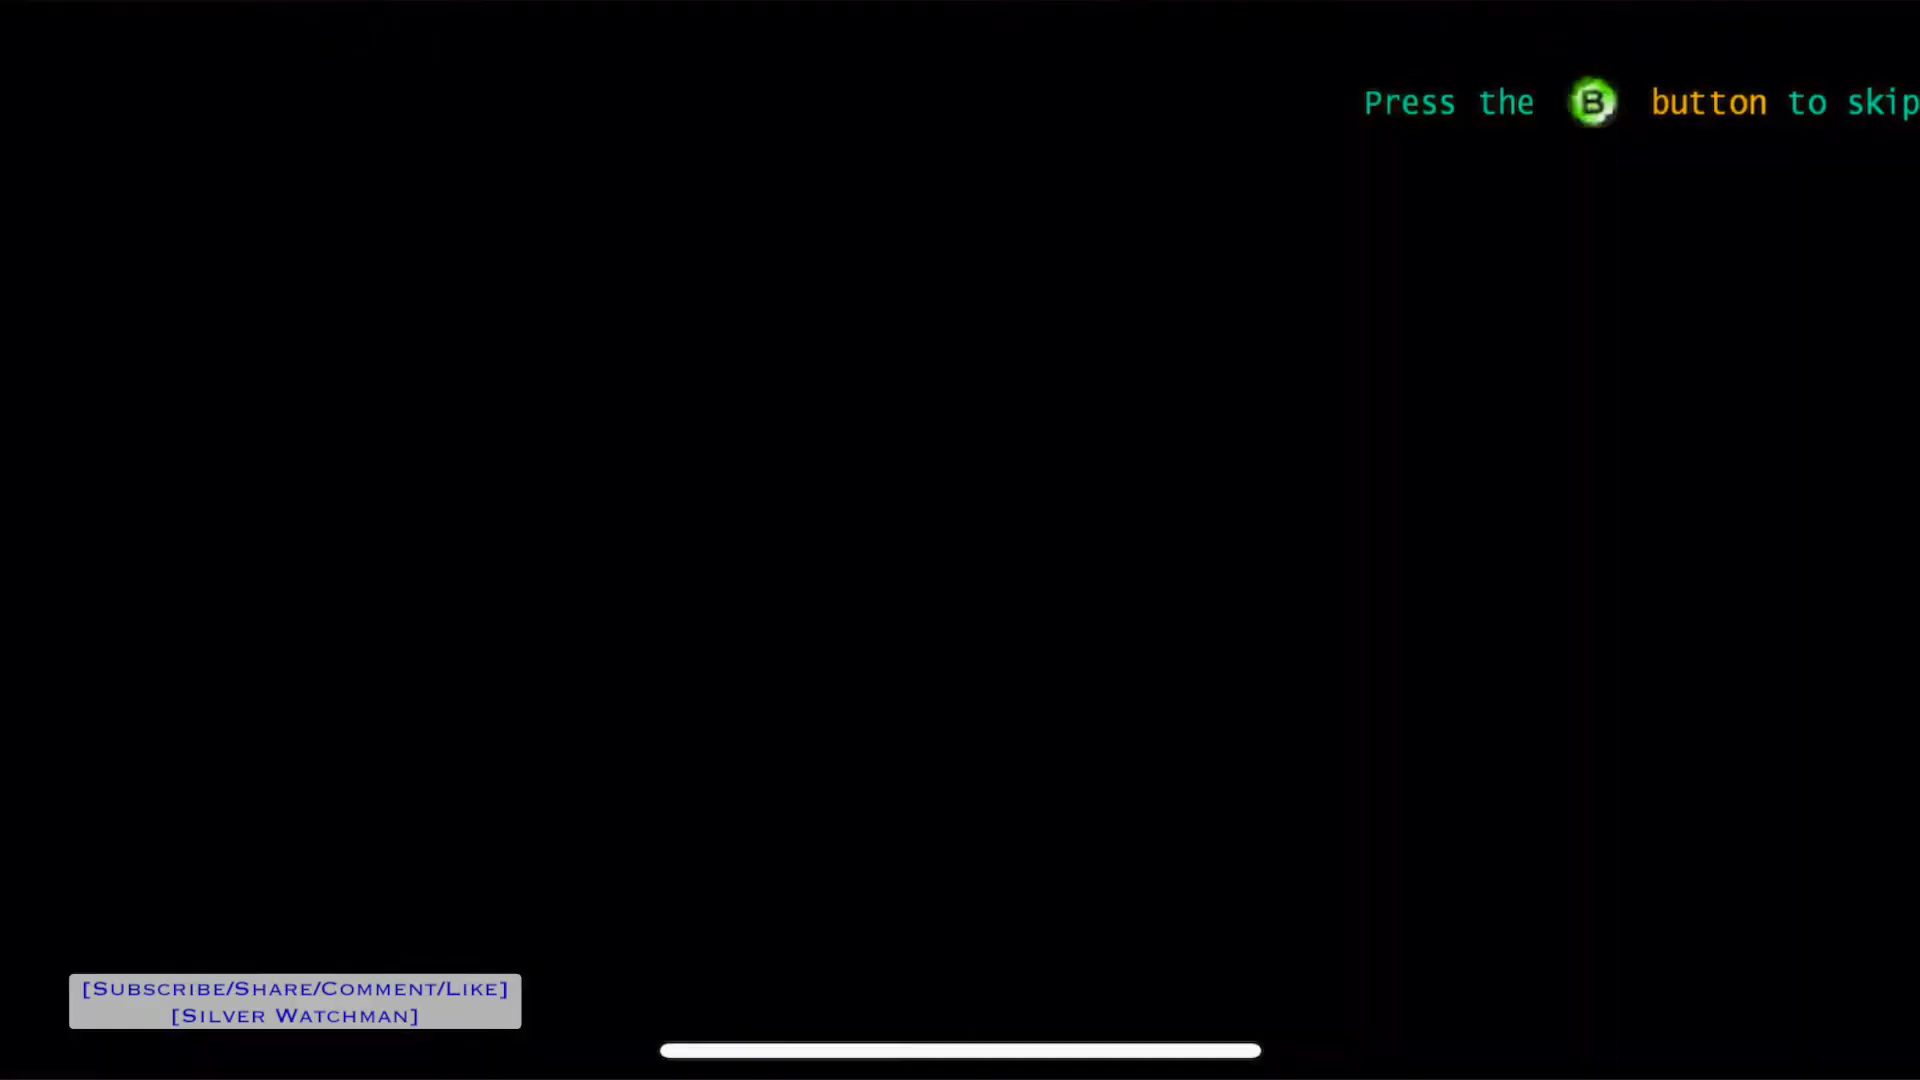 Press the B button to skip
[Subscribe/Share/Comment/Like]
[Silver Watchman]